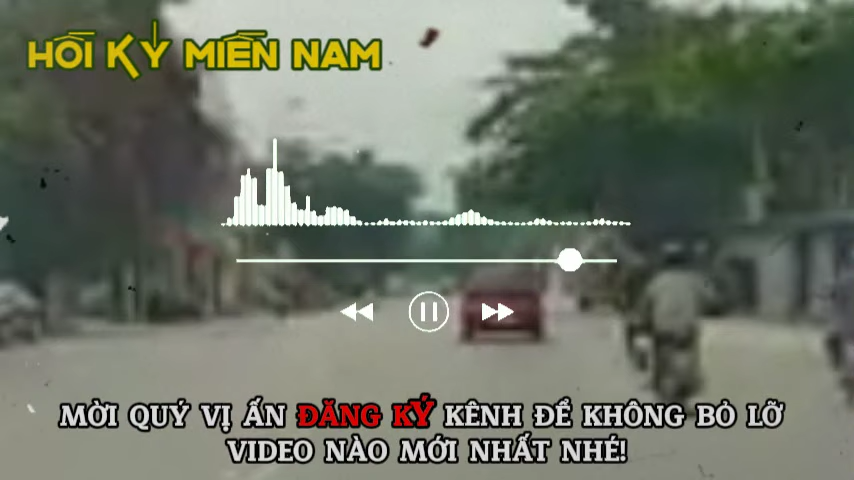 HỒI KÝ MIỀN NAM
MỜI QUÝ VỊ ẤN ĐĂNG KÝ KÊNH ĐỂ KHÔNG BỎ LỠ
VIDEO NÀO MỚI NHẤT NHÉ!